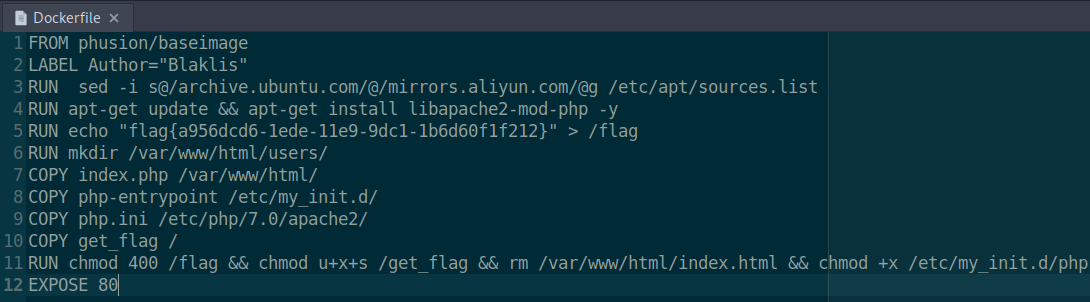 Dockerfile ×
1 FROM phusion/baseimage
2 LABEL Author="Blaklis"
3 RUN  sed -i s@/archive.ubuntu.com/@/mirrors.aliyun.com/@g /etc/apt/sources.list
4 RUN apt-get update && apt-get install libapache2-mod-php -y
5 RUN echo "flag{a956dcd6-1ede-11e9-9dc1-1b6d60f1f212}" > /flag
6 RUN mkdir /var/www/html/users/
7 COPY index.php /var/www/html/
8 COPY php-entrypoint /etc/my_init.d/
9 COPY php.ini /etc/php/7.0/apache2/
10 COPY get_flag /
11 RUN chmod 400 /flag && chmod u+x+s /get_flag && rm /var/www/html/index.html && chmod +x /etc/my_init.d/php
12 EXPOSE 80